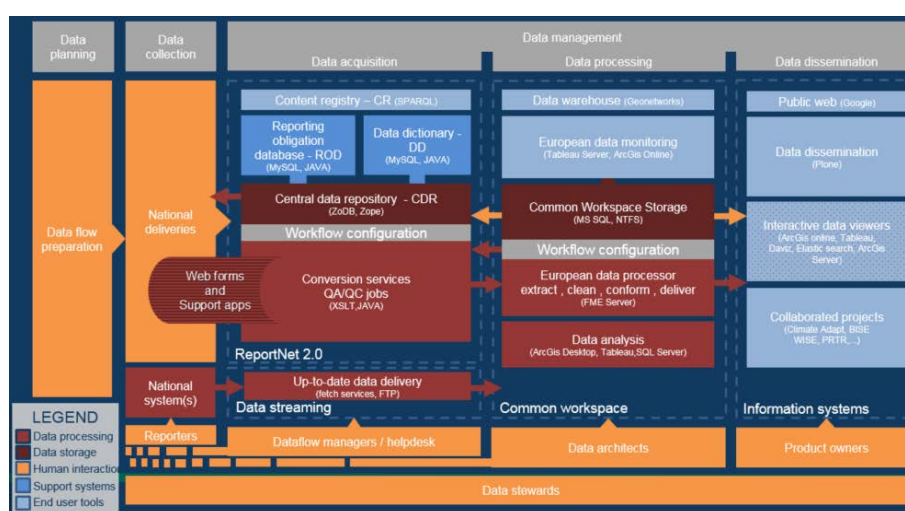 Data
planning
Data
collection
Data management
Data acquisition
Data processing
Data dissemination
Data flow
preparation
National
deliveries
Content registry – CR (SPARQL)
Reporting
obligation
database - ROD
(MySQL, JAVA)
Data dictionary -
DD
(MySQL, JAVA)
Central data repository - CDR
(ZoDB, Zope)
Workflow configuration
Web forms
and
Support apps
Conversion services
QA/QC jobs
(XSLT,JAVA)
ReportNet 2.0
National
system(s)
Up-to-date data delivery
(fetch services, FTP)
Data streaming
Data warehouse (Geonetworks)
European data monitoring
(Tableau Server, ArcGis Online)
Common Workspace Storage
(MS SQL, NTFS)
Workflow configuration
European data processor
extract , clean , conform , deliver
(FME Server)
Data analysis
(ArcGis Desktop, Tableau,SQL Server)
Common workspace
Public web (Google)
Data dissemination
(Plone)
Interactive data viewers
(ArcGis online, Tableau,
Daviz, Elastic search, ArcGis
Server)
Collaborated projects
(Climate Adapt, BISE
WISE, PRTR,...)
Information systems
LEGEND
Data processing
Data storage
Human interaction
Support systems
End user tools
Reporters
Dataflow managers / helpdesk
Data architects
Product owners
Data stewards